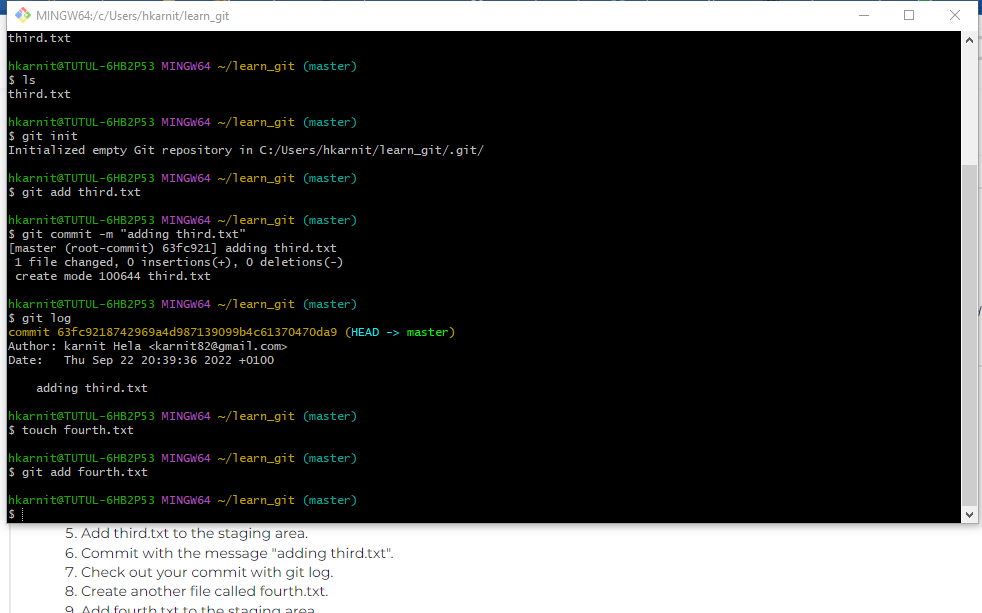 MINGW64:/c/Users/hkarnit/learn_git
third.txt
hkarnit@TUTUL-6HB2P53 MINGW64 ~/learn_git (master)
$ ls
third.txt
hkarnit@TUTUL-6HB2P53 MINGW64 ~/learn_git (master)
$ git init
Initialized empty Git repository in C:/Users/hkarnit/learn_git/.git/
hkarnit@TUTUL-6HB2P53 MINGW64 ~/learn_git (master)
$ git add third.txt
hkarnit@TUTUL-6HB2P53 MINGW64 ~/learn_git (master)
$ git commit -m "adding third.txt"
[master (root-commit) 63fc921] adding third.txt
 1 file changed, 0 insertions(+), 0 deletions(-)
 create mode 100644 third.txt
hkarnit@TUTUL-6HB2P53 MINGW64 ~/learn_git (master)
$ git log
commit 63fc9218742969a4d987139099b4c61370470da9 (HEAD -> master)
Author: karnit Hela <karnit82@gmail.com>
Date:   Thu Sep 22 20:39:36 2022 +0100
    adding third.txt
hkarnit@TUTUL-6HB2P53 MINGW64 ~/learn_git (master)
$ touch fourth.txt
hkarnit@TUTUL-6HB2P53 MINGW64 ~/learn_git (master)
$ git add fourth.txt
hkarnit@TUTUL-6HB2P53 MINGW64 ~/learn_git (master)
$
5. Add third.txt to the staging area.
6. Commit with the message "adding third.txt".
7. Check out your commit with git log.
8. Create another file called fourth.txt.
9. Add fourth.txt to the staging area